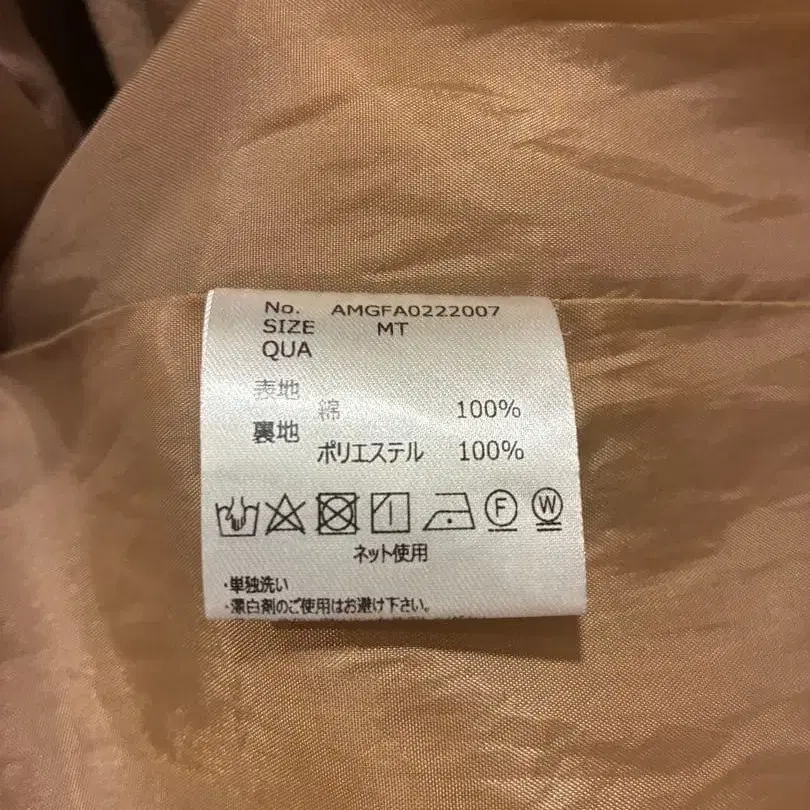 No. AMGFA0222007
SIZE MT
QUA
表地
綿 100%
裏地
ポリエステル 100%
F W
ネット使用
・単独洗い
・漂白剤のご使用はお避け下さい。